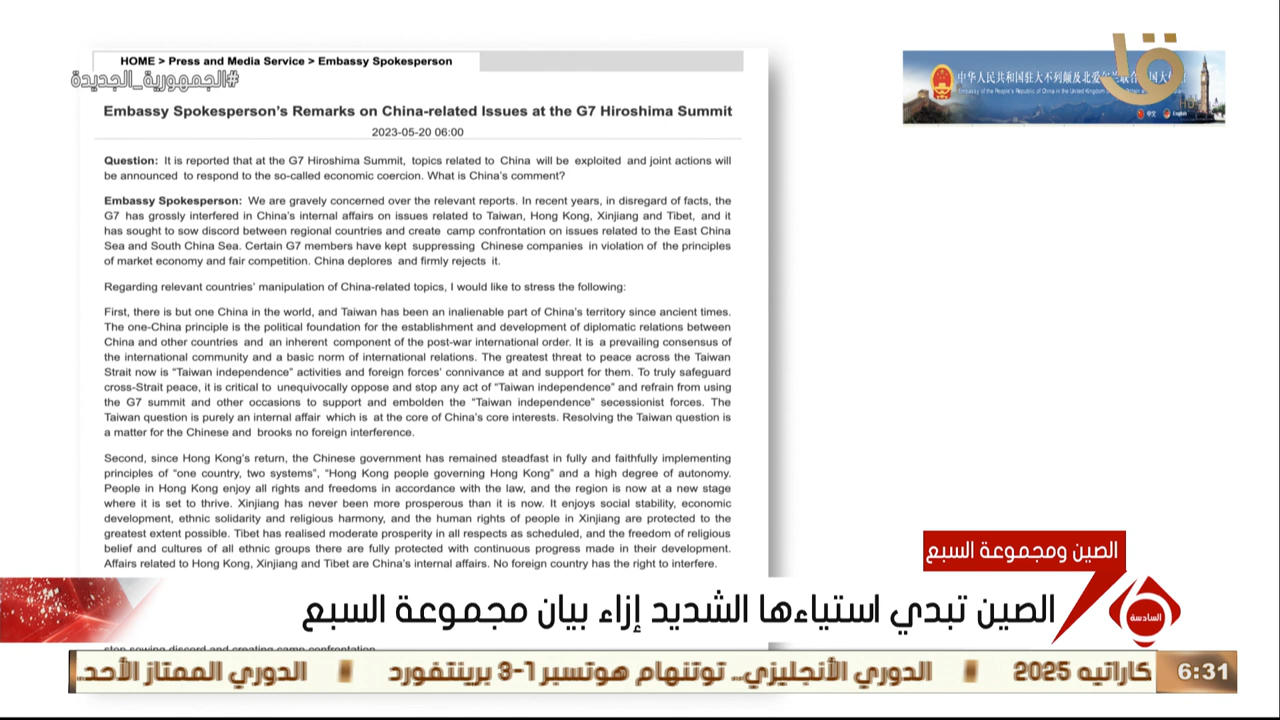 HOME > Press and Media Service > Embassy Spokesperson
#الجمهورية_الجديدة
Embassy Spokesperson's Remarks on China-related Issues at the G7 Hiroshima Summit
2023-05-20 06:00
Question: It is reported that at the G7 Hiroshima Summit, topics related to China will be exploited and joint actions will
be announced to respond to the so-called economic coercion. What is China's comment?
Embassy Spokesperson: We are gravely concerned over the relevant reports. In recent years, in disregard of facts, the
G7 has grossly interfered in China's internal affairs on issues related to Taiwan, Hong Kong, Xinjiang and Tibet, and it
has sought to sow discord between regional countries and create camp confrontation on issues related to the East China
Sea and South China Sea. Certain G7 members have kept suppressing Chinese companies in violation of the principles
of market economy and fair competition. China deplores and firmly rejects it.
Regarding relevant countries' manipulation of China-related topics, I would like to stress the following:
First, there is but one China in the world, and Taiwan has been an inalienable part of China's territory since ancient times.
The one-China principle is the political foundation for the establishment and development of diplomatic relations between
China and other countries and an inherent component of the post-war international order. It is a prevailing consensus of
the international community and a basic norm of international relations. The greatest threat to peace across the Taiwan
Strait now is "Taiwan independence" activities and foreign forces' connivance at and support for them. To truly safeguard
cross-Strait peace, it is critical to unequivocally oppose and stop any act of "Taiwan independence" and refrain from using
the G7 summit and other occasions to support and embolden the "Taiwan independence" secessionist forces. The
Taiwan question is purely an internal affair which is at the core of China's core interests. Resolving the Taiwan question is
a matter for the Chinese and brooks no foreign interference.
Second, since Hong Kong's return, the Chinese government has remained steadfast in fully and faithfully implementing
principles of "one country, two systems", "Hong Kong people governing Hong Kong" and a high degree of autonomy.
People in Hong Kong enjoy all rights and freedoms in accordance with the law, and the region is now at a new stage
where it is set to thrive. Xinjiang has never been more prosperous than it is now. It enjoys social stability, economic
development, ethnic solidarity and religious harmony, and the human rights of people in Xinjiang are protected to the
greatest extent possible. Tibet has realised moderate prosperity in all respects as scheduled, and the freedom of religious
belief and cultures of all ethnic groups there are fully protected with continuous progress made in their development.
Affairs related to Hong Kong, Xinjiang and Tibet are China's internal affairs. No foreign country has the right to interfere.
stop sowing discord and creating camp confrontation
中华人民共和国驻大不列颠及北爱尔兰联合国大
Embassy of the People's Republic of China in the United Kingdom
中文 English
HD
الصين ومجموعة السبع
السادسة
الصين تبدي استياءها الشديد إزاء بيان مجموعة السبع
6:31
كاراتيه 2025
الدوري الأنجليزي.. توتنهام هوتسبر 1-3 برينتفورد
الدوري الممتاز الأحد..